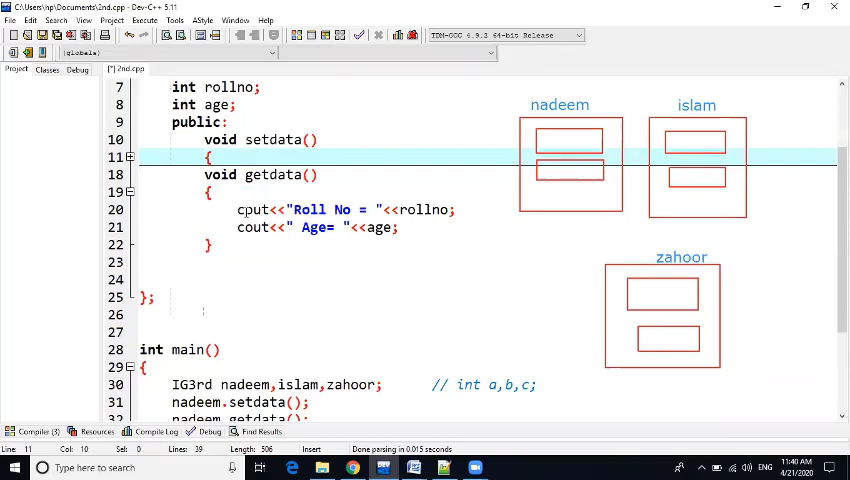 C:\Users\hp\Documents\2nd.cpp - Dev-C++ 5.11
File Edit Search View Project Execute Tools AStyle Window Help
TDM-GCC 4.9.2 64-bit Release
(globals)
Project Classes Debug
[*] 2nd.cpp
7 int rollno;
8 int age;
9 public:
10 void setdata()
11 {
18 void getdata()
19 {
20 cout<<"Roll No = "<<rollno;
21 cout<<" Age= "<<age;
22 }
23
24
25 };
26
27
28 int main()
29 {
30 IG3rd nadeem,islam,zahoor; // int a,b,c;
31 nadeem.setdata();
32 nadeem.getdata();
nadeem
islam
zahoor
Compiler (3) Resources Compile Log Debug Find Results
Line: 11 Col: 10 Sel: 0 Lines: 39 Length: 506 Insert Done parsing in 0.015 seconds
Type here to search
DEV
ENG
11:40 AM
4/21/2020